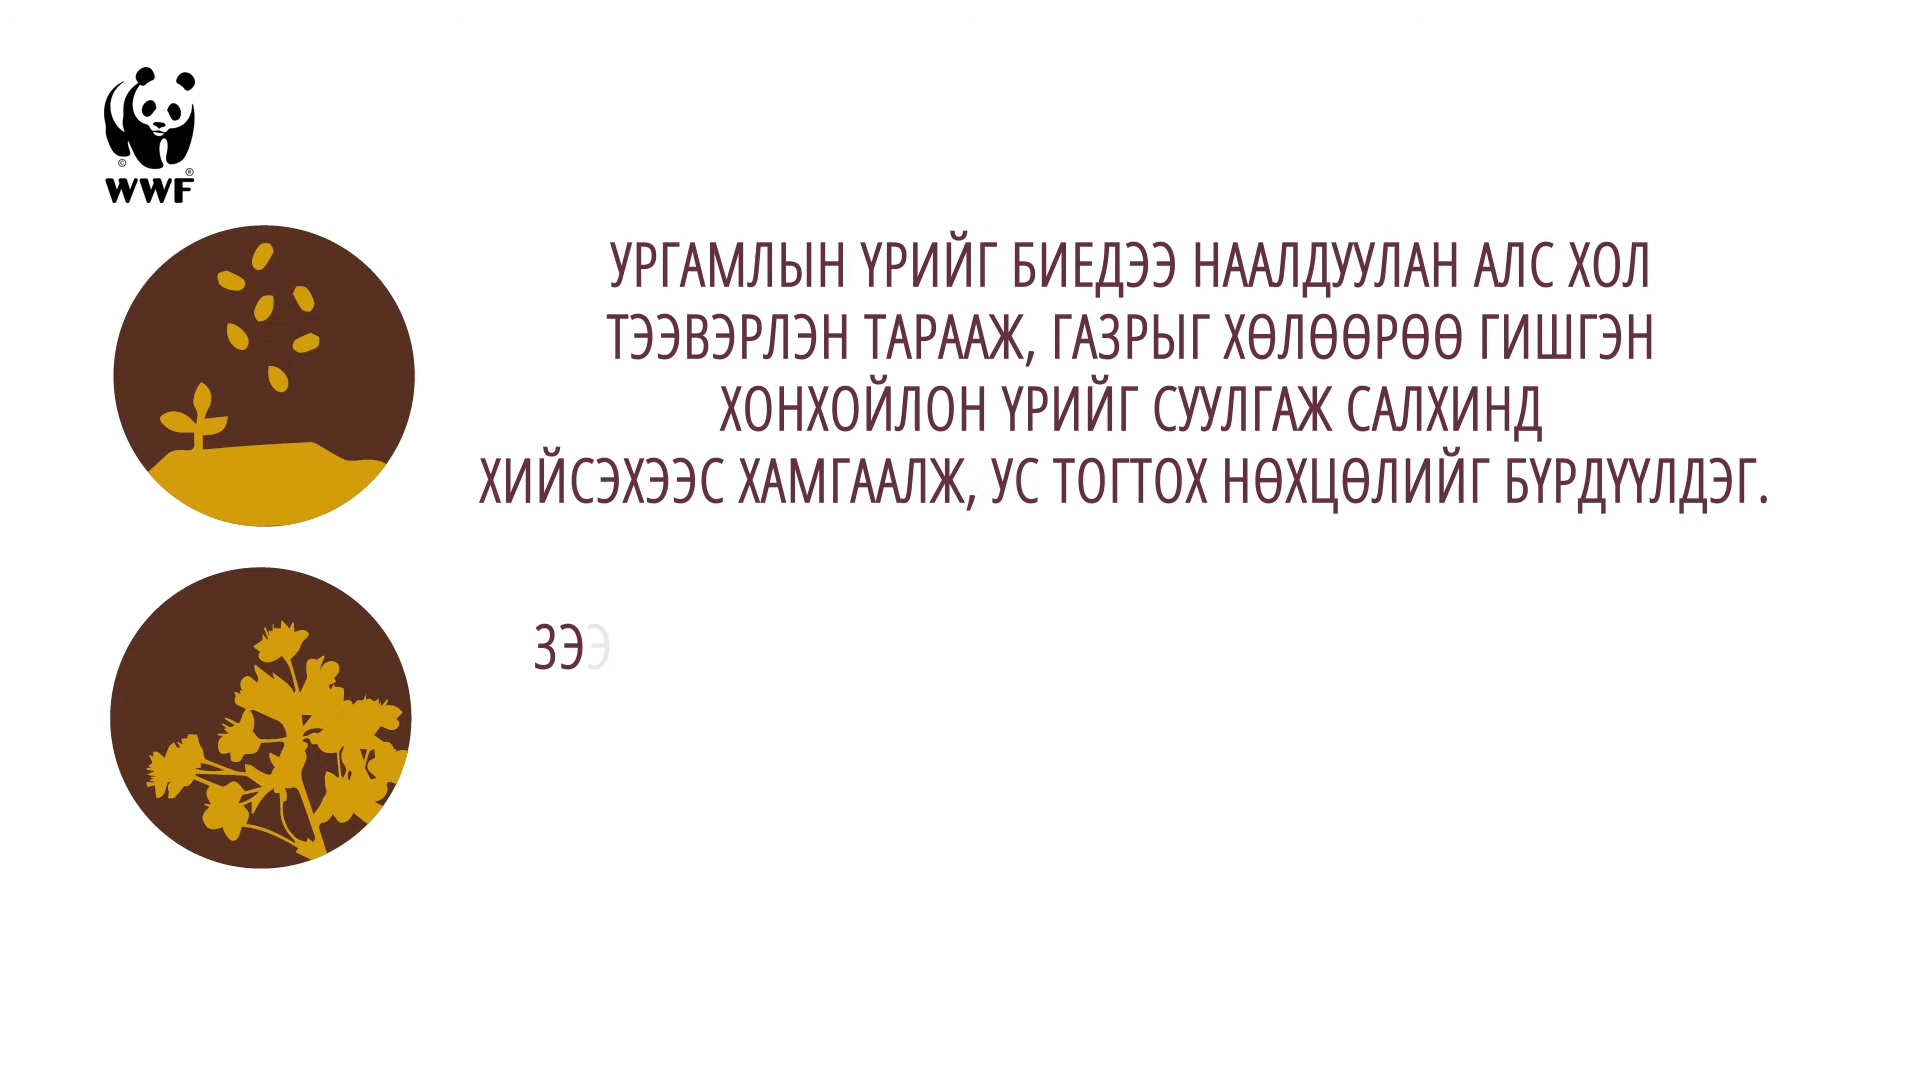 WWF
УРГАМЛЫН ҮРИЙГ БИЕДЭЭ НААЛДУУЛАН АЛС ХОЛ
ТЭЭВЭРЛЭН ТАРААЖ, ГАЗРЫГ ХӨЛӨӨРӨӨ ГИШГЭН
ХОНХОЙЛОН ҮРИЙГ СУУЛГАЖ САЛХИНД
ХИЙСЭХЭЭС ХАМГААЛЖ, УС ТОГТОХ НӨХЦӨЛИЙГ БҮРДҮҮЛДЭГ.
ЗЭЭ